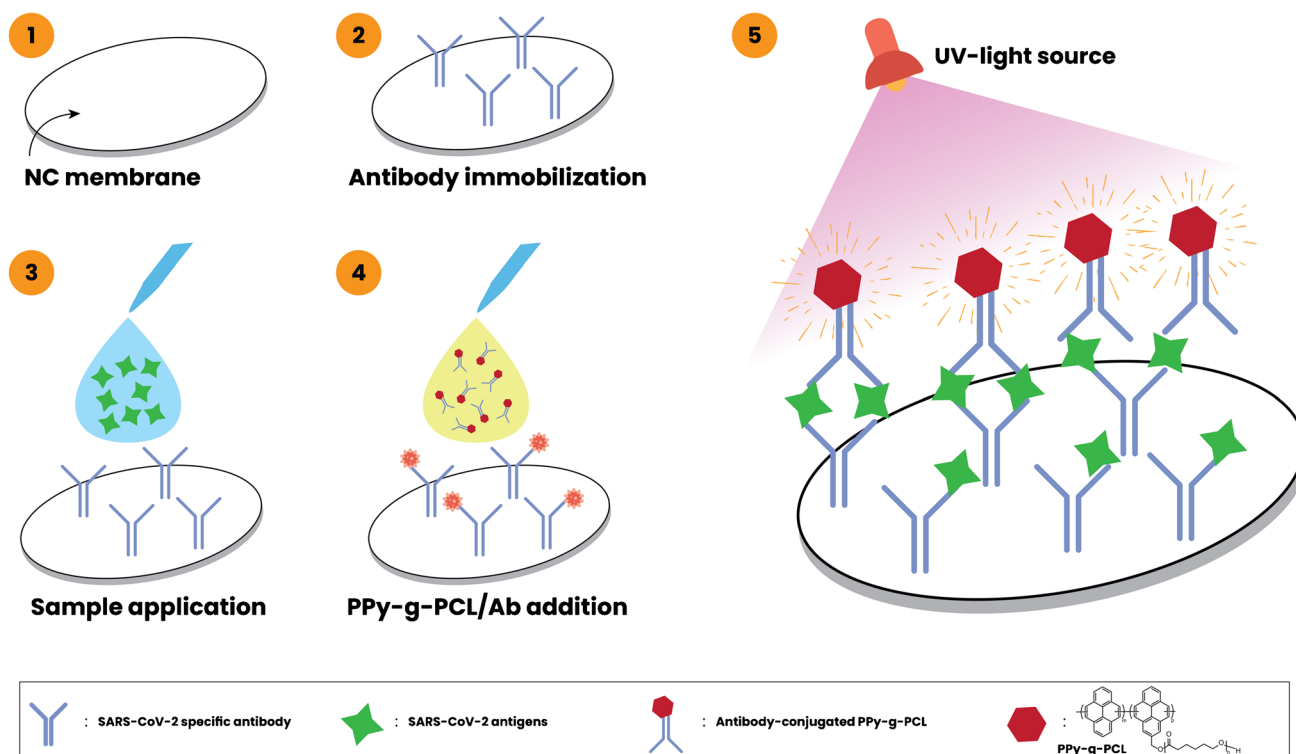 1
NC membrane
2
Antibody immobilization
3
Sample application
4
PPy-g-PCL/Ab addition
5
UV-light source
: SARS-CoV-2 specific antibody
: SARS-CoV-2 antigens
: Antibody-conjugated PPy-g-PCL
:
m
p
O
O
O
n
H
PPy-g-PCL